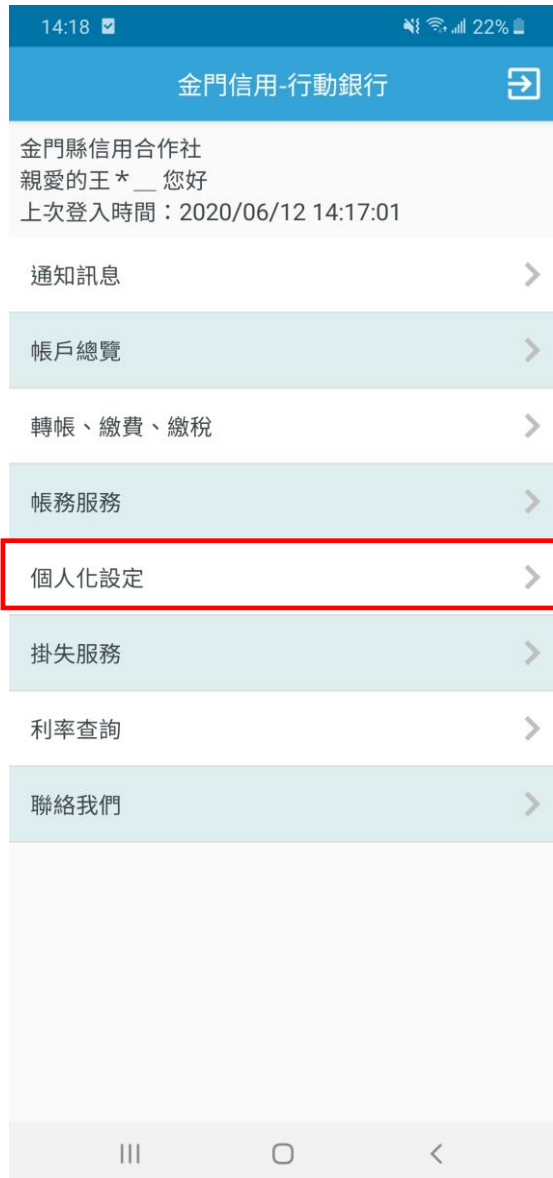 14:18 22%
金門信用-行動銀行
金門縣信用合作社
親愛的王*__ 您好
上次登入時間：2020/06/12 14:17:01
通知訊息
帳戶總覽
轉帳、繳費、繳稅
帳務服務
個人化設定
掛失服務
利率查詢
聯絡我們